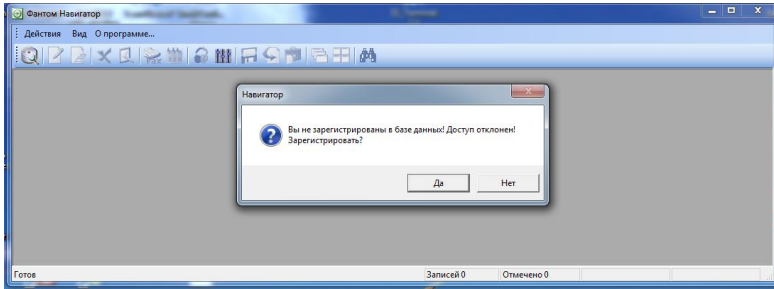 Фантом Навигатор
Действия Вид О программе...
Навигатор
Вы не зарегистрированы в базе данных! Доступ отклонен!
Зарегистрировать?
Да Нет
Готов Записей 0 Отмечено 0